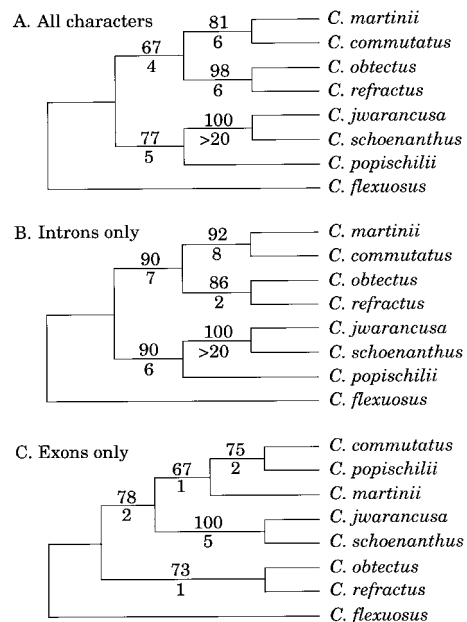 A. All characters
81
C. martinii
6
C. commutatus
67
4
98
C. obtectus
6
C. refractus
100
C. jwarancusa
>20
C. schoenanthus
77
5
C. popischilii
C. flexuosus
B. Introns only
92
C. martinii
8
C. commutatus
90
7
86
C. obtectus
2
C. refractus
100
C. jwarancusa
>20
C. schoenanthus
90
6
C. popischilii
C. flexuosus
C. Exons only
75
C. commutatus
2
C. popischilii
67
1
C. martinii
78
2
100
C. jwarancusa
5
C. schoenanthus
73
C. obtectus
1
C. refractus
C. flexuosus